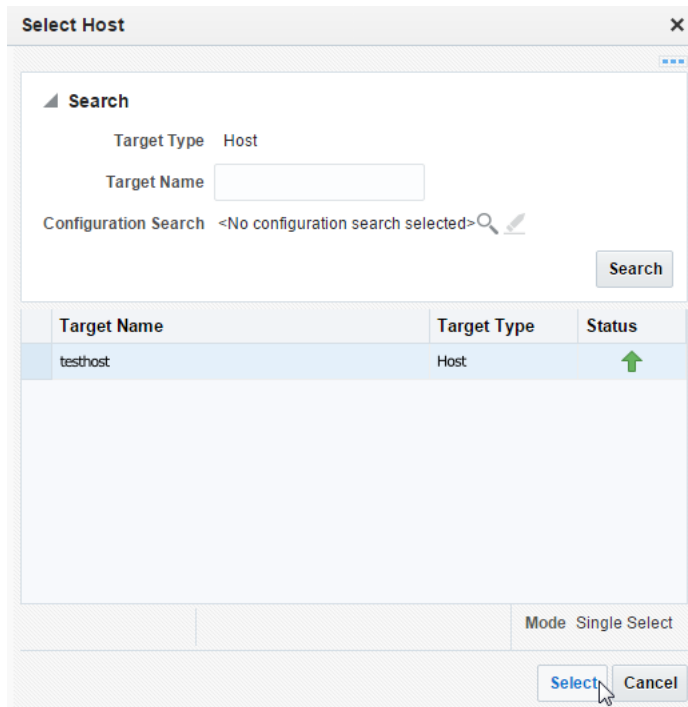 Select Host
Search
Target Type Host
Target Name
Configuration Search <No configuration search selected>
Search
Target Name Target Type Status
testhost Host
Mode Single Select
Select Cancel